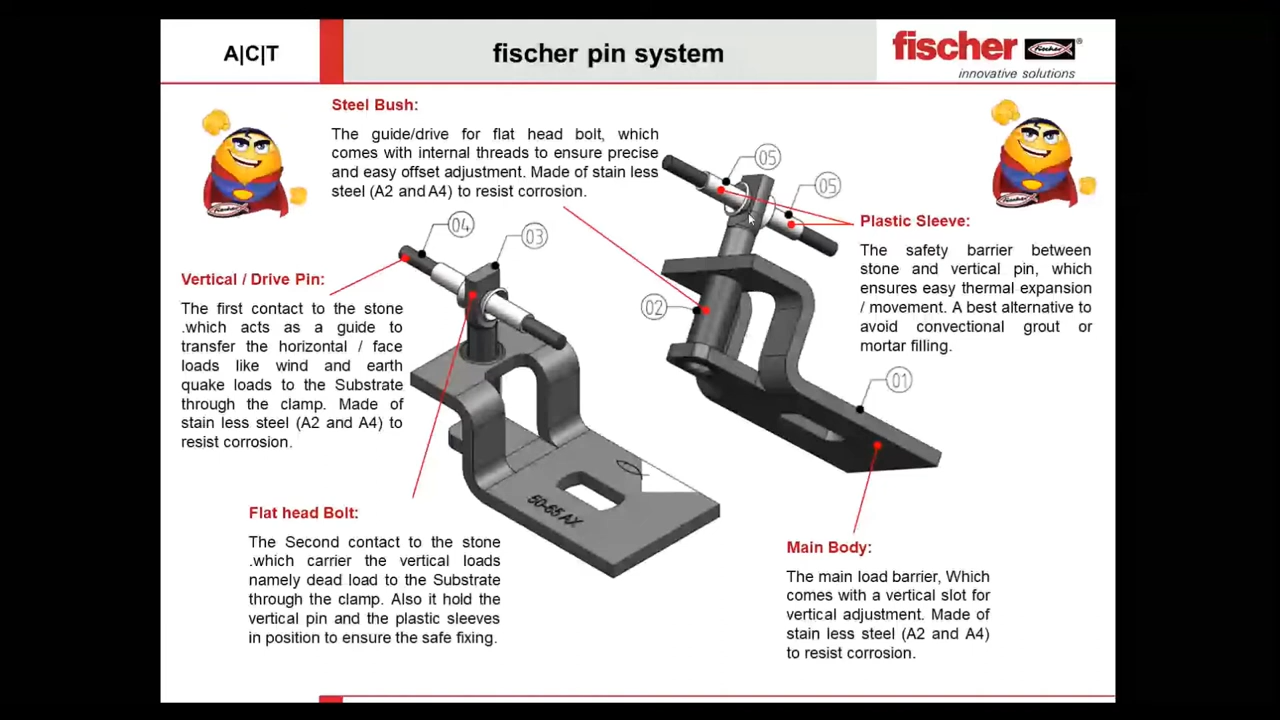 A|C|T
fischer pin system
fischer fischer ®
innovative solutions
Steel Bush:
The guide/drive for flat head bolt, which
comes with internal threads to ensure precise
and easy offset adjustment. Made of stain less
steel (A2 and A4) to resist corrosion.
05
05
04
03
02
01
Plastic Sleeve:
The safety barrier between
stone and vertical pin, which
ensures easy thermal expansion
/ movement. A best alternative to
avoid convectional grout or
mortar filling.
Vertical / Drive Pin:
The first contact to the stone
.which acts as a guide to
transfer the horizontal / face
loads like wind and earth
quake loads to the Substrate
through the clamp. Made of
stain less steel (A2 and A4) to
resist corrosion.
50-65 AX
Flat head Bolt:
The Second contact to the stone
.which carrier the vertical loads
namely dead load to the Substrate
through the clamp. Also it hold the
vertical pin and the plastic sleeves
in position to ensure the safe fixing.
Main Body:
The main load barrier, Which
comes with a vertical slot for
vertical adjustment. Made of
stain less steel (A2 and A4)
to resist corrosion.